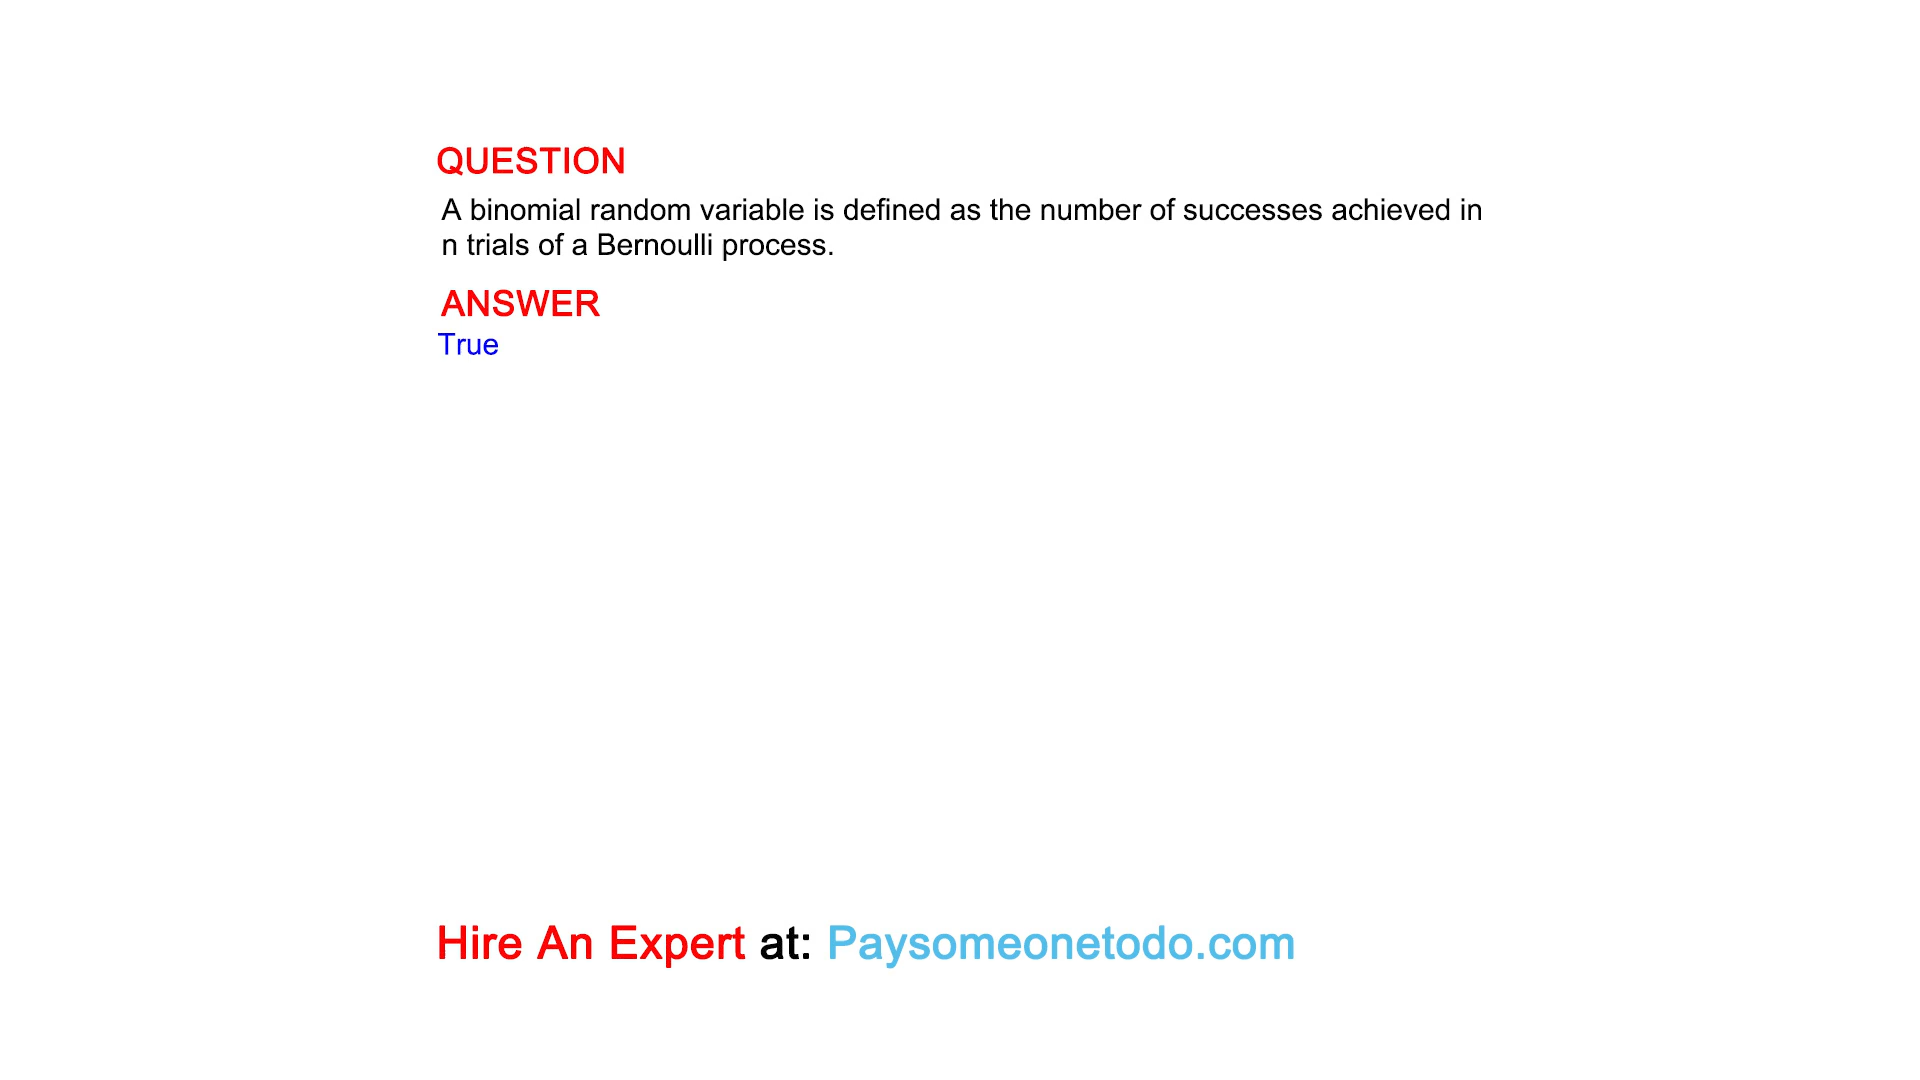 QUESTION
A binomial random variable is defined as the number of successes achieved in
n trials of a Bernoulli process.
ANSWER
True
Hire An Expert at: Paysomeonetodo.com